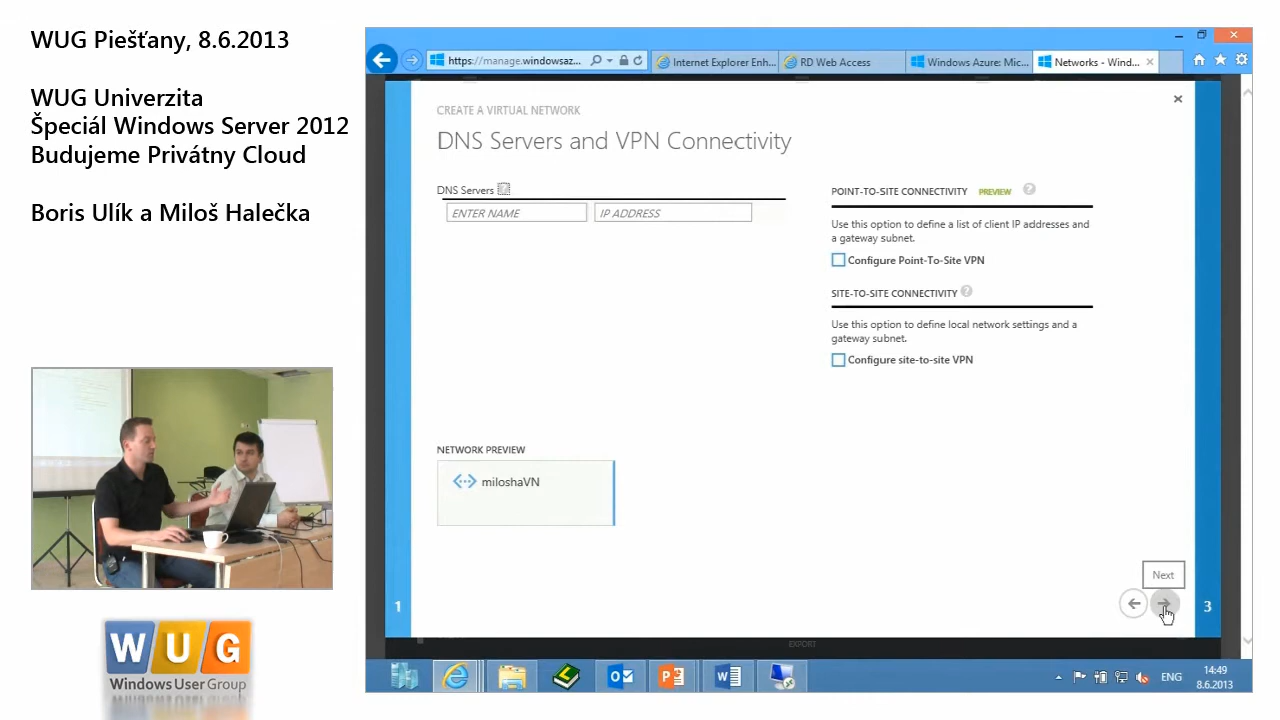 WUG Piešťany, 8.6.2013
WUG Univerzita
Špeciál Windows Server 2012
Budujeme Privátny Cloud
Boris Ulík a Miloš Halečka
https://manage.windowsaz...
Internet Explorer Enh...
RD Web Access
Windows Azure: Mic...
Networks - Wind...
CREATE A VIRTUAL NETWORK
DNS Servers and VPN Connectivity
DNS Servers ?
ENTER NAME
IP ADDRESS
POINT-TO-SITE CONNECTIVITY PREVIEW ?
Use this option to define a list of client IP addresses and
a gateway subnet.
Configure Point-To-Site VPN
SITE-TO-SITE CONNECTIVITY ?
Use this option to define local network settings and a
gateway subnet.
Configure site-to-site VPN
NETWORK PREVIEW
miloshaVN
Next
1
3
EXPORT
ENG
14:49
8.6.2013
WUG
Windows User Group